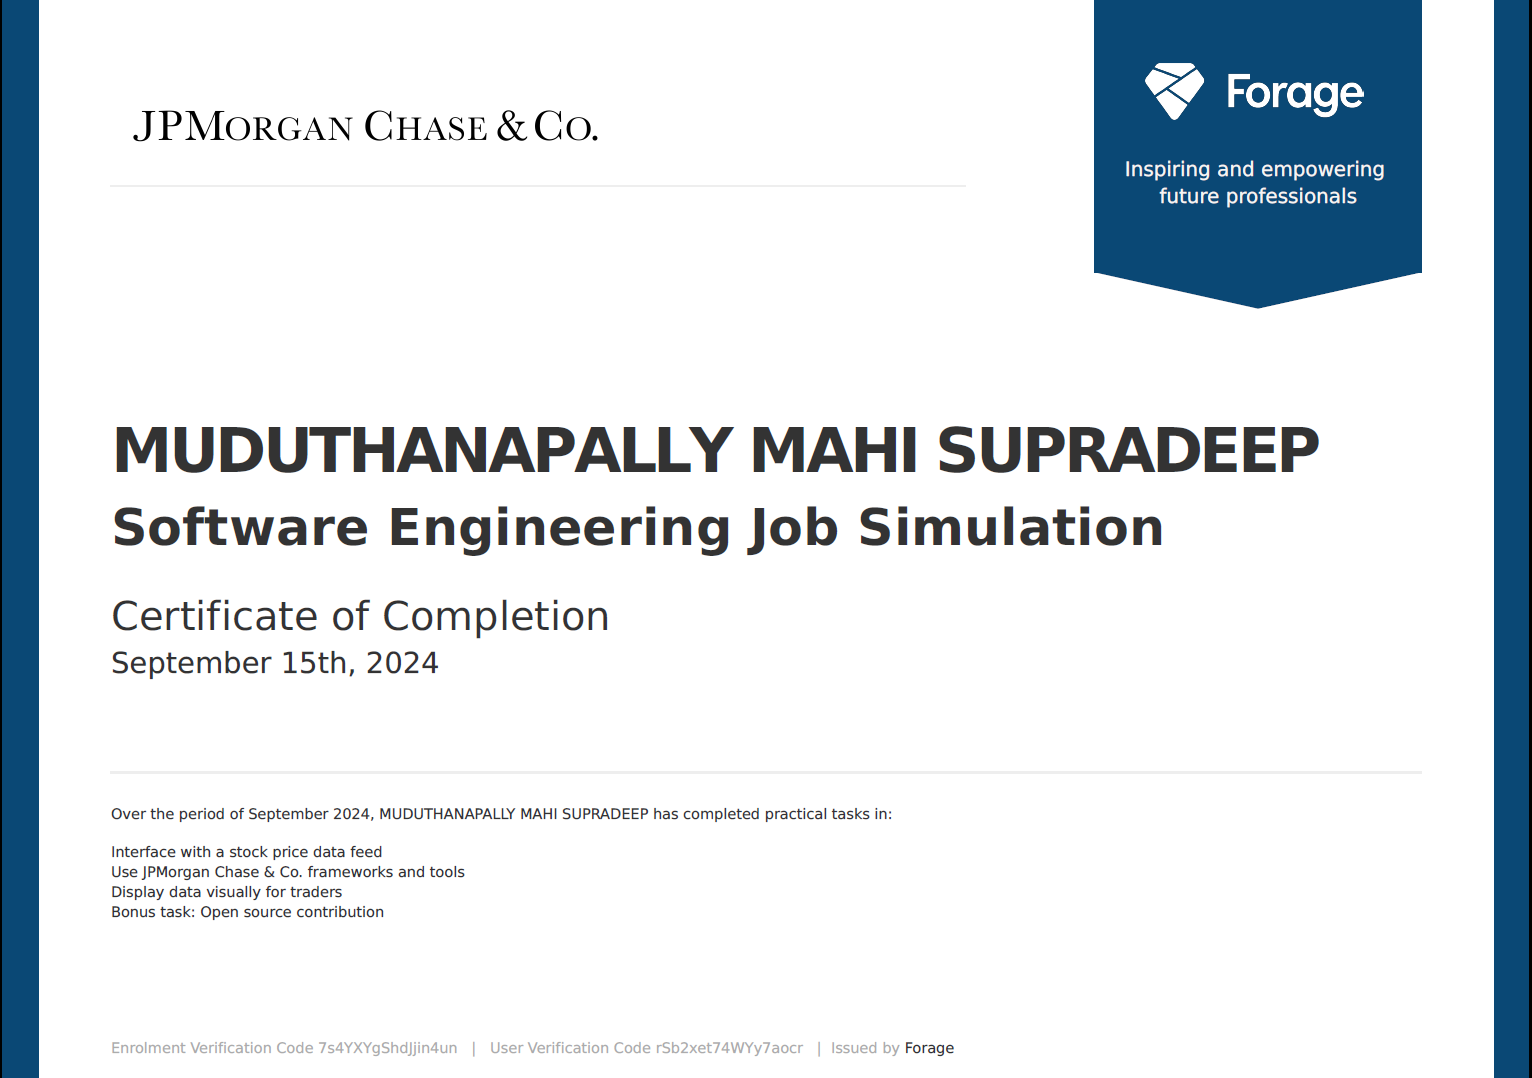 JPMORGAN CHASE & CO.
Forage
Inspiring and empowering
future professionals
MUDUTHANAPALLY MAHI SUPRADEEP
Software Engineering Job Simulation
Certificate of Completion
September 15th, 2024
Over the period of September 2024, MUDUTHANAPALLY MAHI SUPRADEEP has completed practical tasks in:
Interface with a stock price data feed
Use JPMorgan Chase & Co. frameworks and tools
Display data visually for traders
Bonus task: Open source contribution
Enrolment Verification Code 7s4YXYgShdJjin4un | User Verification Code rSb2xet74WYy7aocr | Issued by Forage